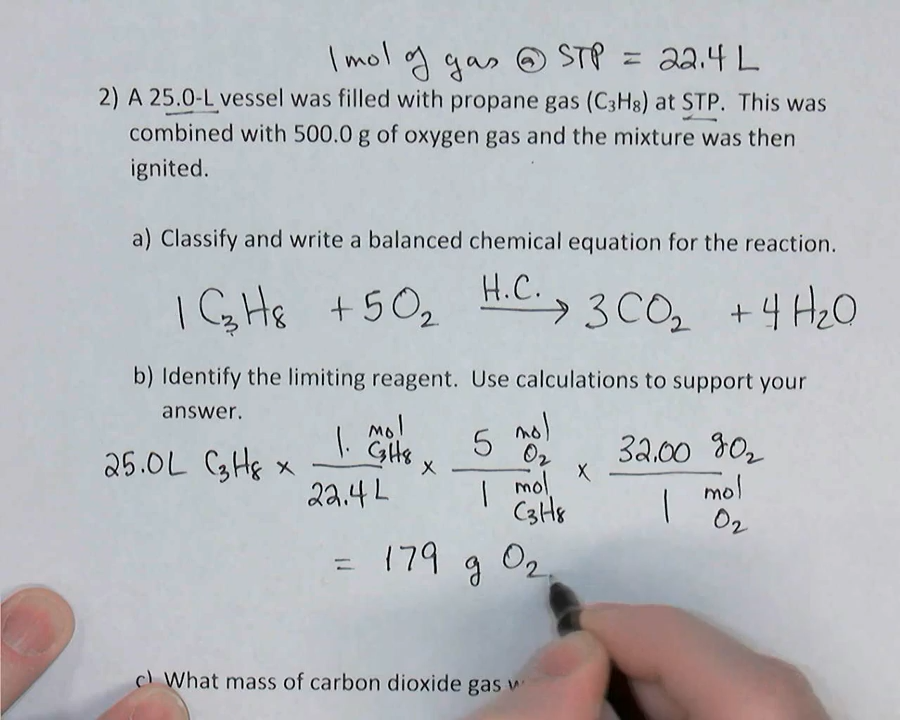 1 mol of gas @ STP = 22.4 L
2) A 25.0-L vessel was filled with propane gas (C₃H₈) at STP. This was
combined with 500.0 g of oxygen gas and the mixture was then
ignited.
a) Classify and write a balanced chemical equation for the reaction.
1 C₃H₈ + 5 O₂ H.C. → 3 CO₂ + 4 H₂O
b) Identify the limiting reagent. Use calculations to support your
answer.
25.0 L C₃H₈ × 1. mol C₃H₈ / 22.4 L × 5 mol O₂ / 1 mol C₃H₈ × 32.00 g O₂ / 1 mol O₂
= 179 g O₂
c) What mass of carbon dioxide gas